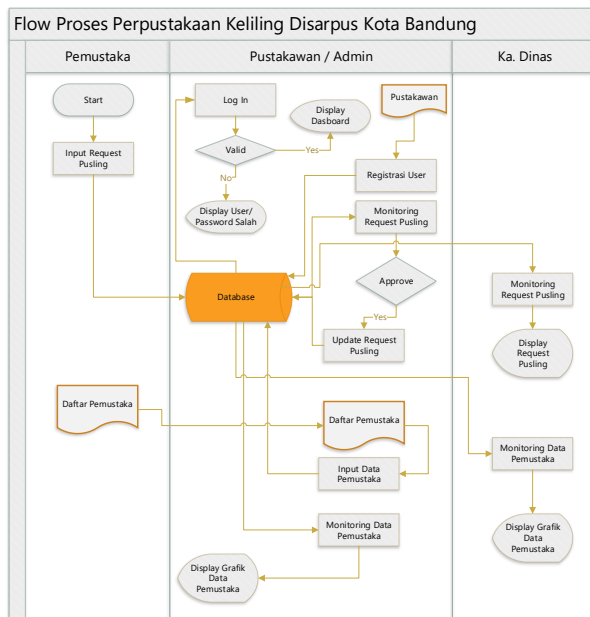 Flow Proses Perpustakaan Keliling Disarpus Kota Bandung
Pemustaka
Pustakawan / Admin
Ka. Dinas
Start
Input Request
Pusling
Log In
Valid
Yes
No
Display
Dasboard
Display User/
Password Salah
Pustakawan
Registrasi User
Monitoring
Request Pusling
Approve
Yes
Update Request
Pusling
Database
Monitoring
Request Pusling
Display
Request
Pusling
Daftar Pemustaka
Daftar Pemustaka
Input Data
Pemustaka
Monitoring Data
Pemustaka
Display Grafik
Data
Pemustaka
Monitoring Data
Pemustaka
Display Grafik
Data
Pemustaka